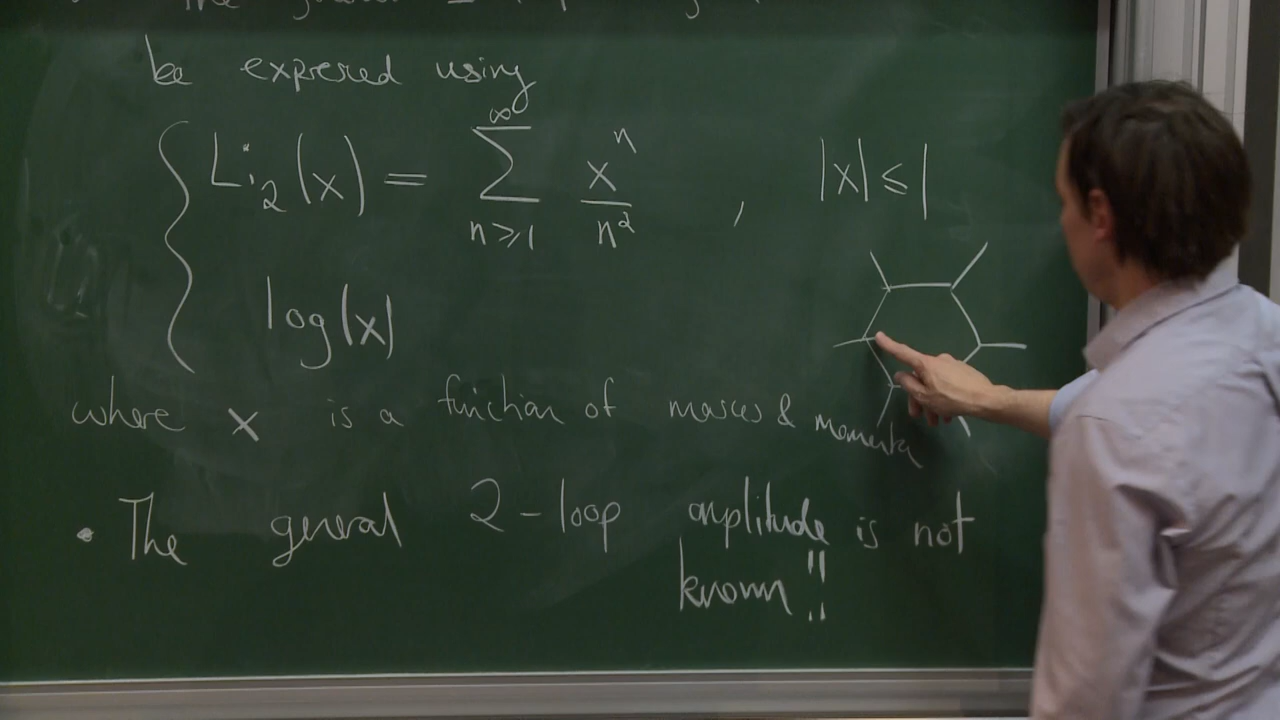 The
be expressed using
Li₂(x) = ∑_{n⩾1}^{∞} xⁿ/n² , |x| ≤ 1
log(x)
where x is a function of masses & momenta
• The general 2-loop amplitude is not
known!!